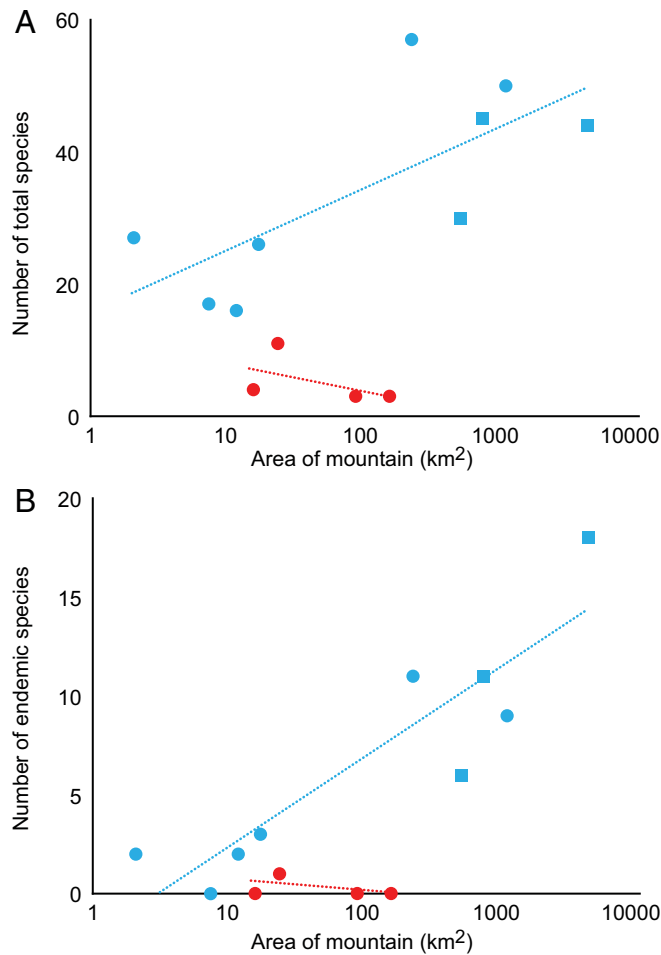 A
60
40
20
0
Number of total species
1 10 100 1000 10000
Area of mountain (km²)
B
20
15
10
5
0
Number of endemic species
1 10 100 1000 10000
Area of mountain (km²)